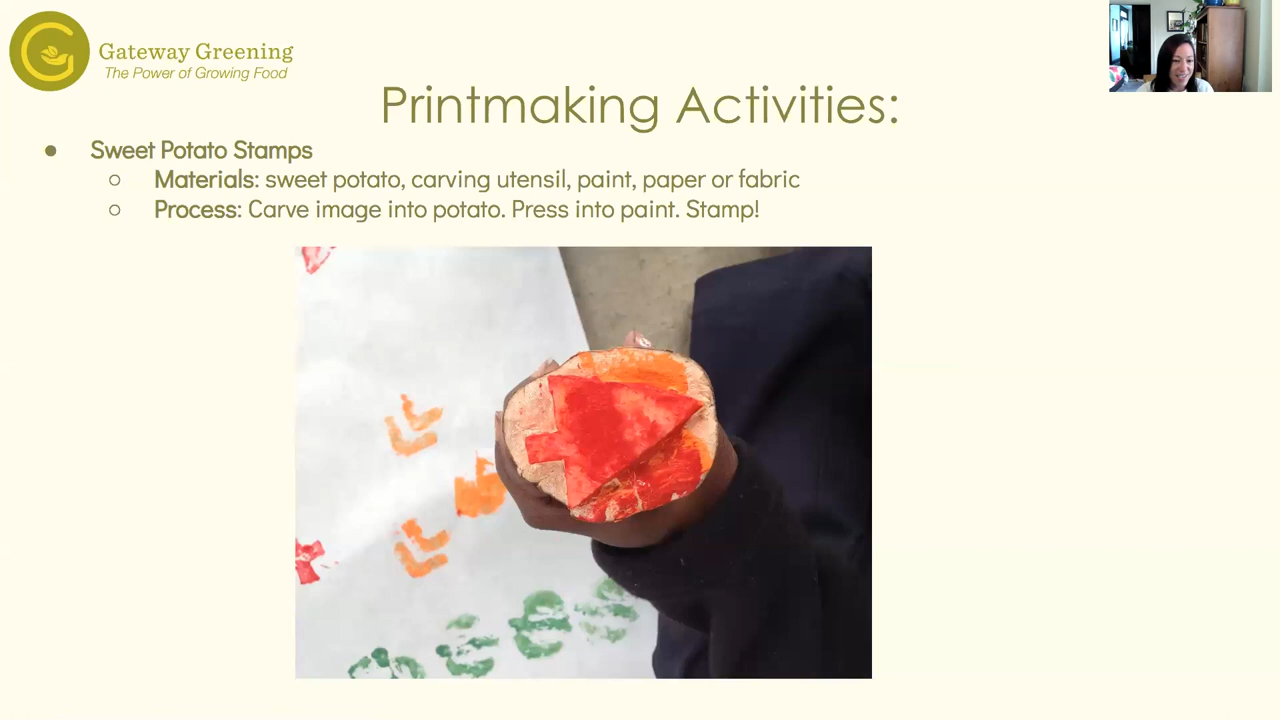 Gateway Greening
The Power of Growing Food
Printmaking Activities:
● Sweet Potato Stamps
○ Materials: sweet potato, carving utensil, paint, paper or fabric
○ Process: Carve image into potato. Press into paint. Stamp!